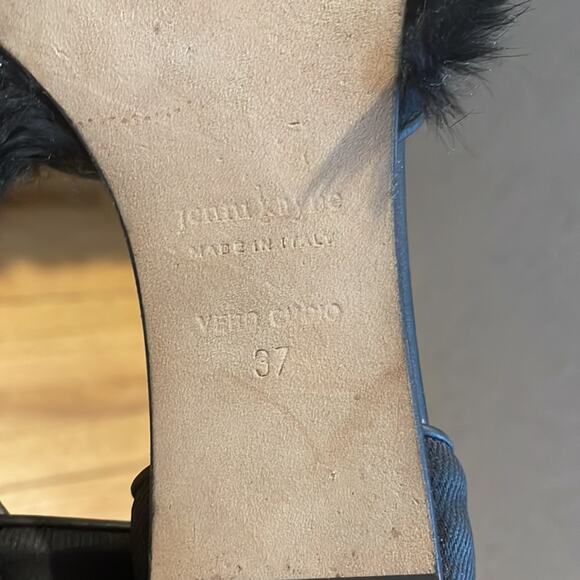 jenni kayne
MADE IN ITALY
VERO CUOIO
37